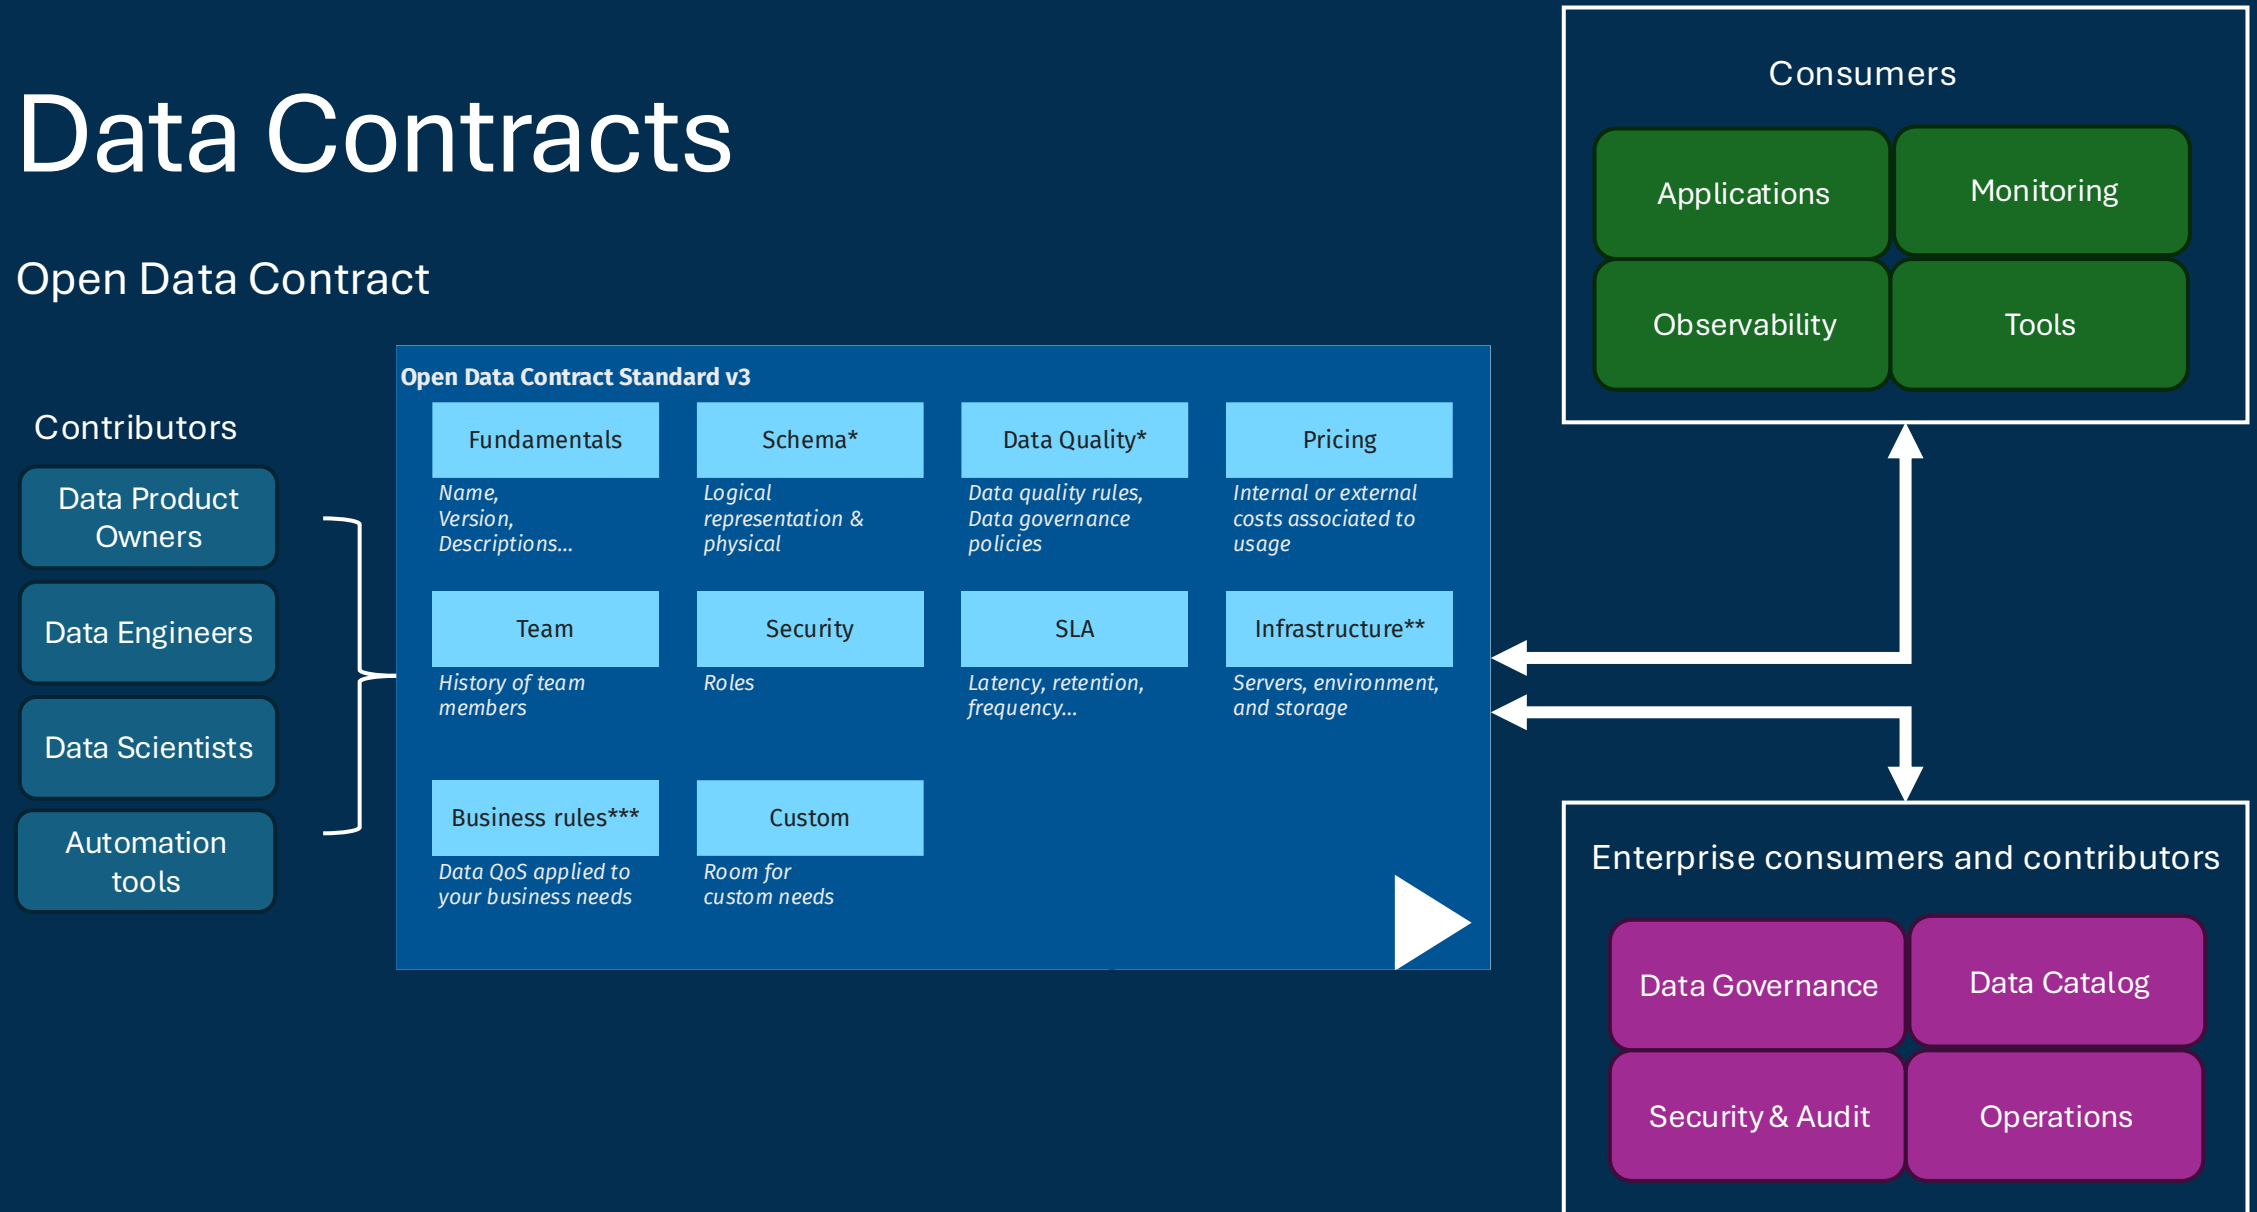 Data Contracts
Open Data Contract
Contributors
Data Product
Owners
Data Engineers
Data Scientists
Automation
tools
Open Data Contract Standard v3
Fundamentals
Name,
Version,
Descriptions...
Schema*
Logical
representation &
physical
Data Quality*
Data quality rules,
Data governance
policies
Pricing
Internal or external
costs associated to
usage
Team
History of team
members
Security
Roles
SLA
Latency, retention,
frequency...
Infrastructure**
Servers, environment,
and storage
Business rules***
Data QoS applied to
your business needs
Custom
Room for
custom needs
Consumers
Applications
Monitoring
Observability
Tools
Enterprise consumers and contributors
Data Governance
Data Catalog
Security & Audit
Operations